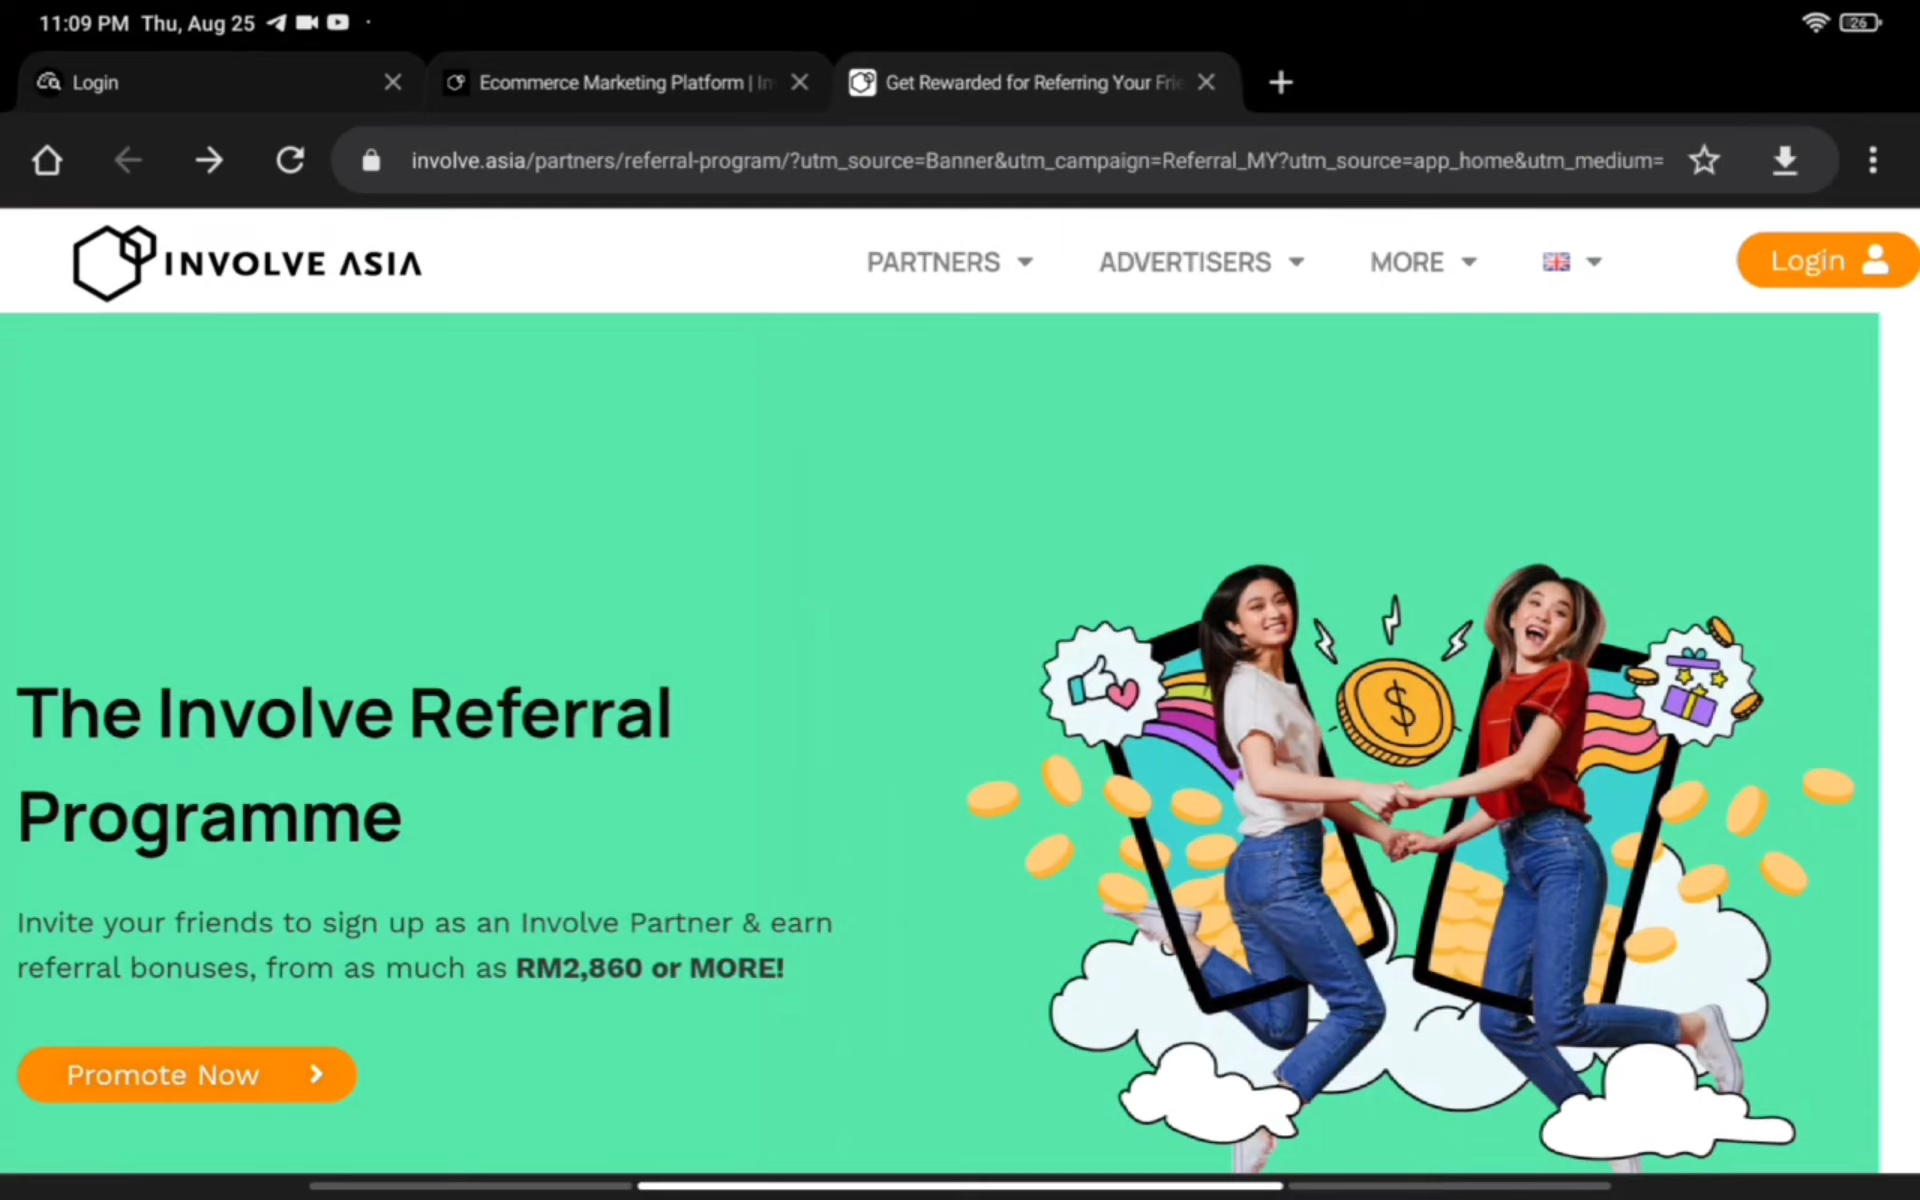 11:09 PM Thu, Aug 25
26
Login
Ecommerce Marketing Platform | In
Get Rewarded for Referring Your Frie
involve.asia/partners/referral-program/?utm_source=Banner&utm_campaign=Referral_MY?utm_source=app_home&utm_medium=
INVOLVE ASIA
PARTNERS
ADVERTISERS
MORE
Login
The Involve Referral
Programme
Invite your friends to sign up as an Involve Partner & earn
referral bonuses, from as much as RM2,860 or MORE!
Promote Now
$